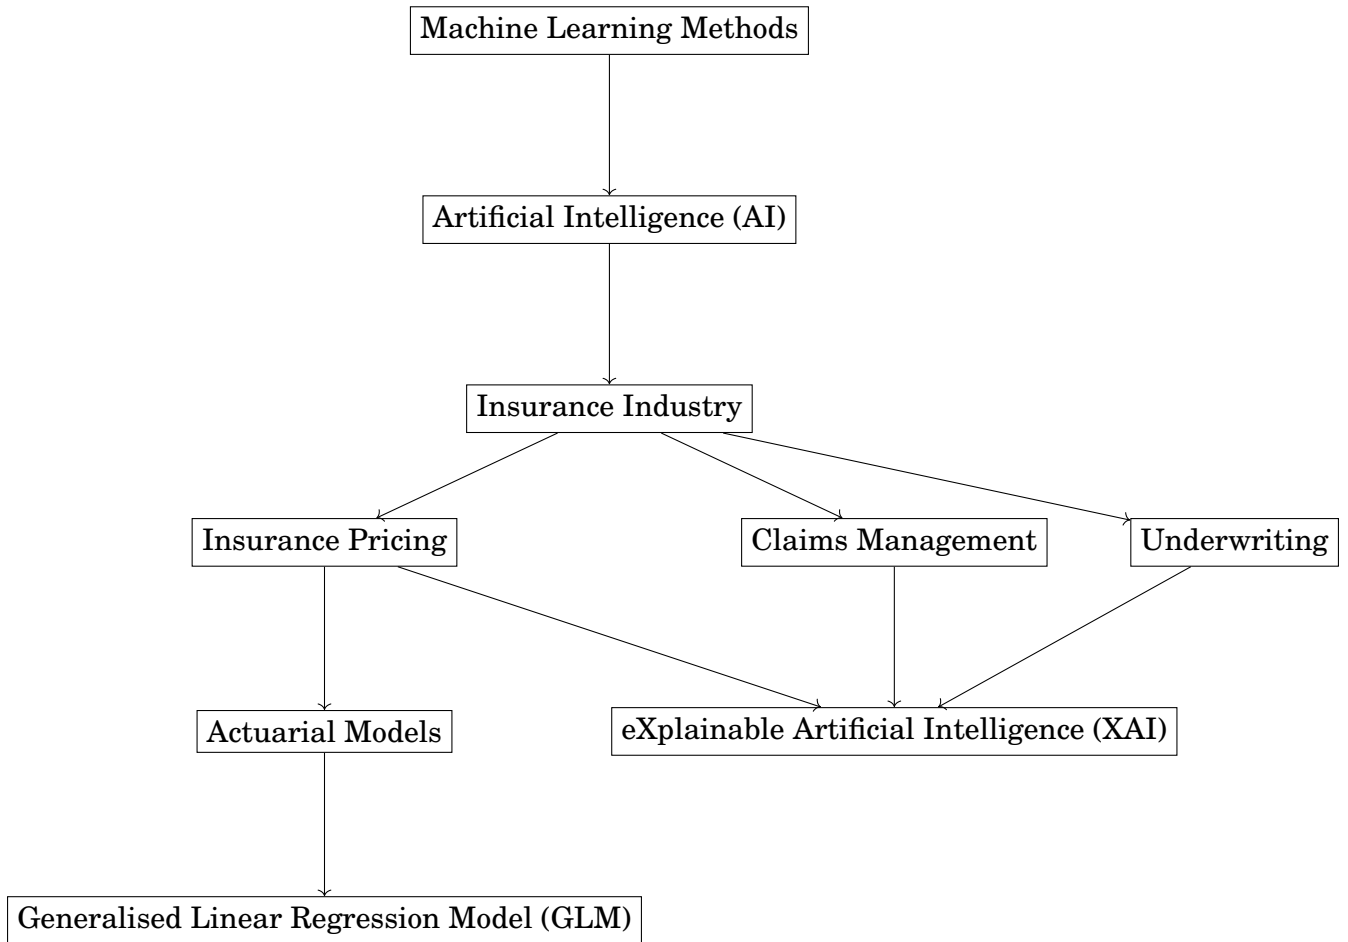 Machine Learning Methods
Artificial Intelligence (AI)
Insurance Industry
Insurance Pricing
Claims Management
Underwriting
Actuarial Models
eXplainable Artificial Intelligence (XAI)
Generalised Linear Regression Model (GLM)